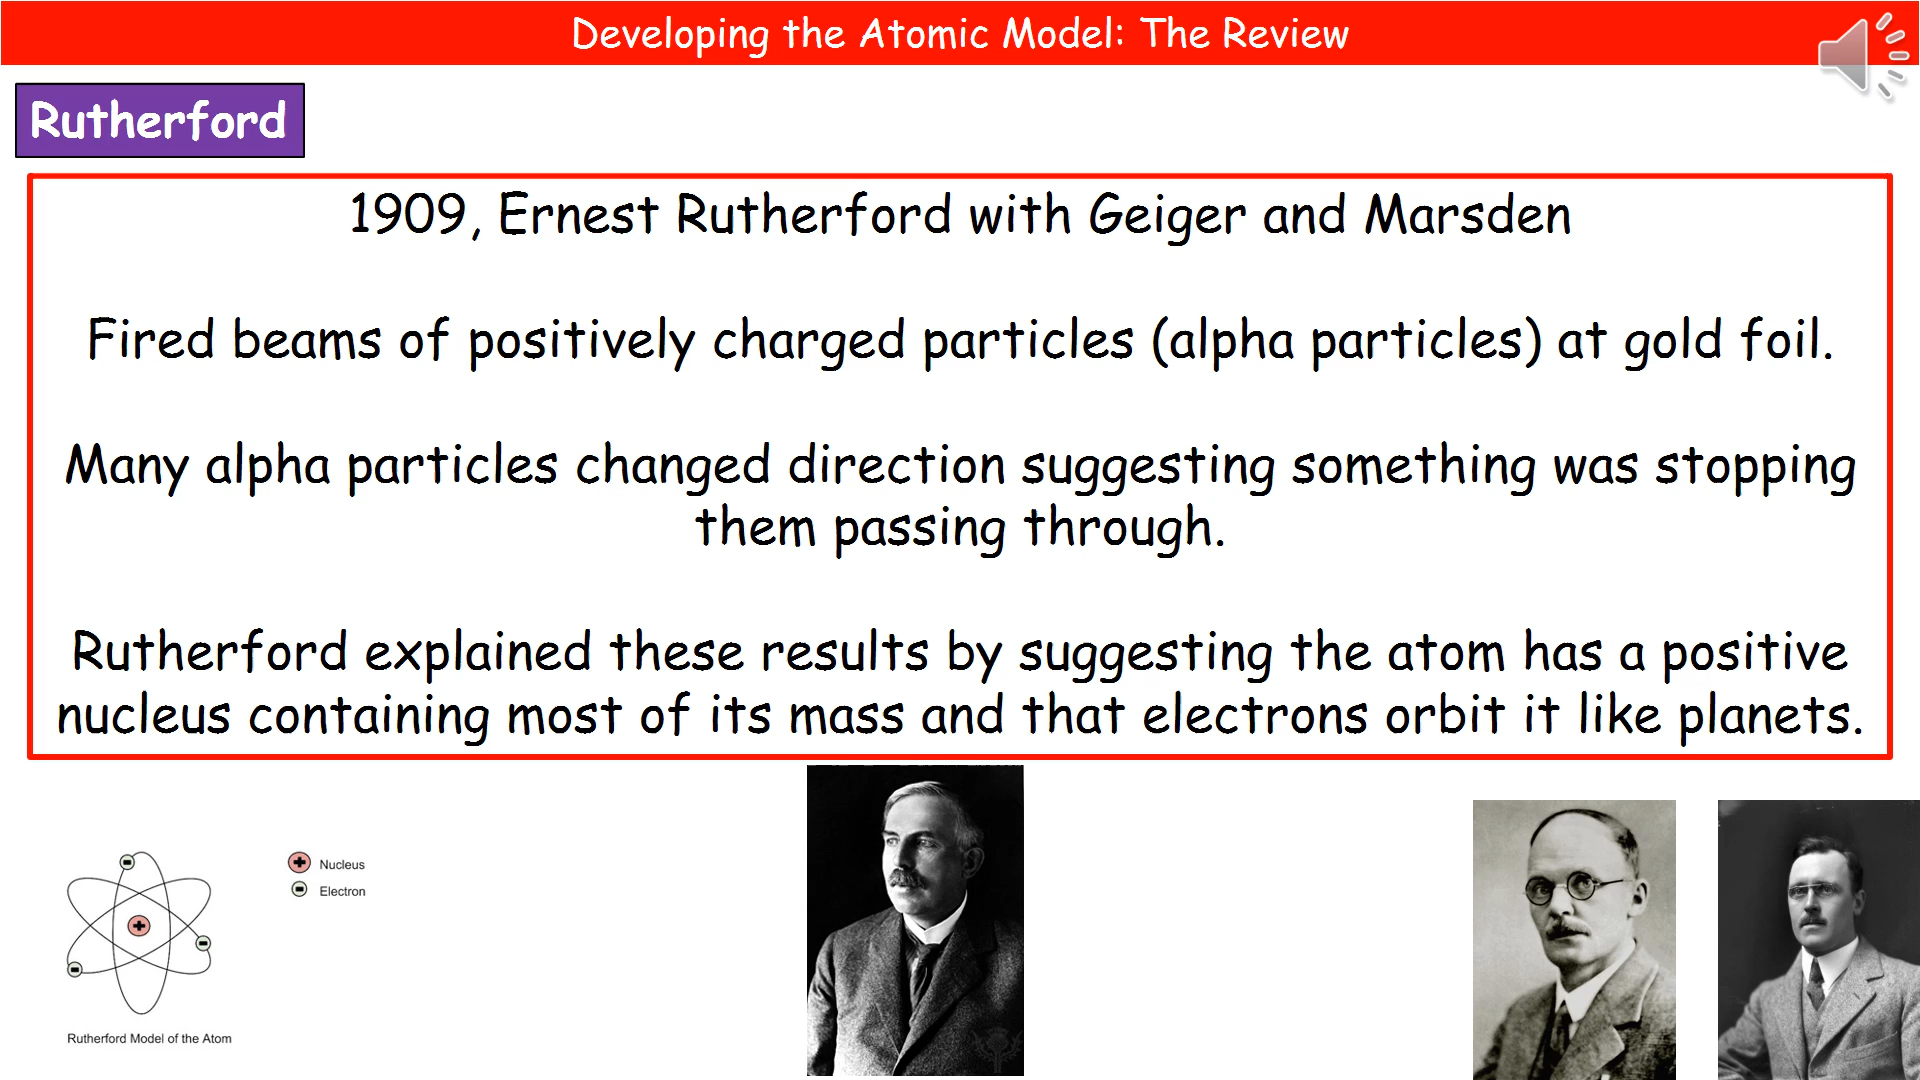 Developing the Atomic Model: The Review
Rutherford
1909, Ernest Rutherford with Geiger and Marsden
Fired beams of positively charged particles (alpha particles) at gold foil.
Many alpha particles changed direction suggesting something was stopping
them passing through.
Rutherford explained these results by suggesting the atom has a positive
nucleus containing most of its mass and that electrons orbit it like planets.
Nucleus
Electron
Rutherford Model of the Atom